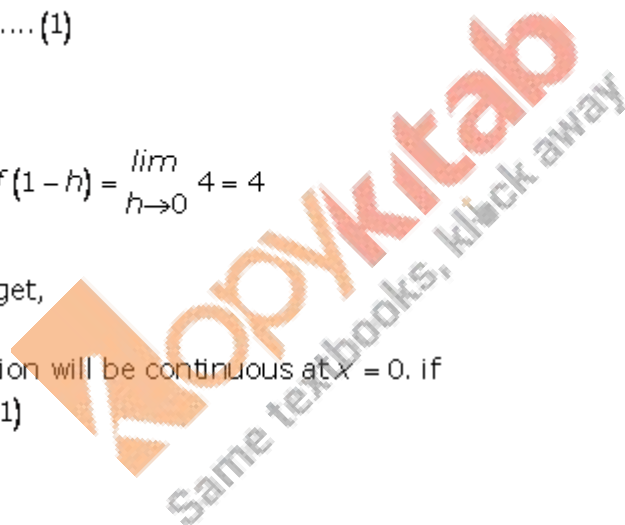 .... (1)
f(1 – h) = lim h→0 4 = 4
get,
ion will be continuous at x = 0. if
1)
Kopykitab
Same textbooks, klick away